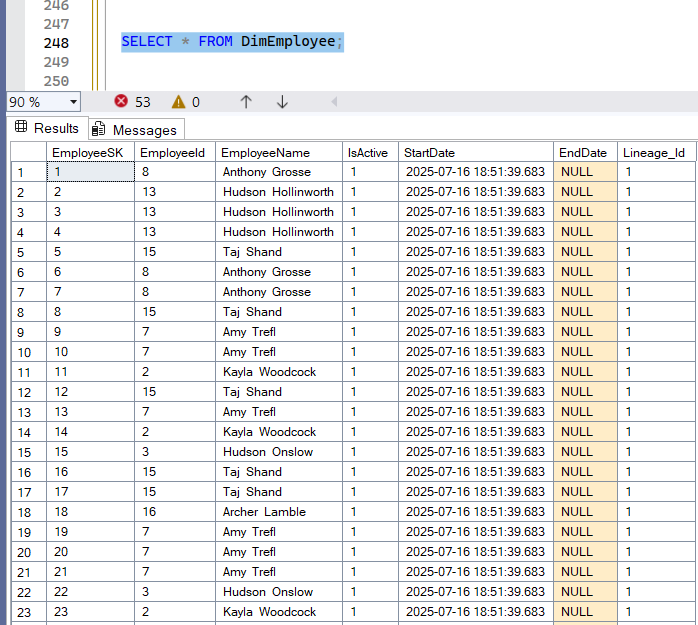 246
247
248 SELECT * FROM DimEmployee;
249
250
90 % 53 0
Results Messages
EmployeeSK EmployeeId EmployeeName IsActive StartDate EndDate Lineage_Id
1 1 8 Anthony Grosse 1 2025-07-16 18:51:39.683 NULL 1
2 2 13 Hudson Hollinworth 1 2025-07-16 18:51:39.683 NULL 1
3 3 13 Hudson Hollinworth 1 2025-07-16 18:51:39.683 NULL 1
4 4 13 Hudson Hollinworth 1 2025-07-16 18:51:39.683 NULL 1
5 5 15 Taj Shand 1 2025-07-16 18:51:39.683 NULL 1
6 6 8 Anthony Grosse 1 2025-07-16 18:51:39.683 NULL 1
7 7 8 Anthony Grosse 1 2025-07-16 18:51:39.683 NULL 1
8 8 15 Taj Shand 1 2025-07-16 18:51:39.683 NULL 1
9 9 7 Amy Trefl 1 2025-07-16 18:51:39.683 NULL 1
10 10 7 Amy Trefl 1 2025-07-16 18:51:39.683 NULL 1
11 11 2 Kayla Woodcock 1 2025-07-16 18:51:39.683 NULL 1
12 12 15 Taj Shand 1 2025-07-16 18:51:39.683 NULL 1
13 13 7 Amy Trefl 1 2025-07-16 18:51:39.683 NULL 1
14 14 2 Kayla Woodcock 1 2025-07-16 18:51:39.683 NULL 1
15 15 3 Hudson Onslow 1 2025-07-16 18:51:39.683 NULL 1
16 16 15 Taj Shand 1 2025-07-16 18:51:39.683 NULL 1
17 17 15 Taj Shand 1 2025-07-16 18:51:39.683 NULL 1
18 18 16 Archer Lamble 1 2025-07-16 18:51:39.683 NULL 1
19 19 7 Amy Trefl 1 2025-07-16 18:51:39.683 NULL 1
20 20 7 Amy Trefl 1 2025-07-16 18:51:39.683 NULL 1
21 21 7 Amy Trefl 1 2025-07-16 18:51:39.683 NULL 1
22 22 3 Hudson Onslow 1 2025-07-16 18:51:39.683 NULL 1
23 23 2 Kayla Woodcock 1 2025-07-16 18:51:39.683 NULL 1